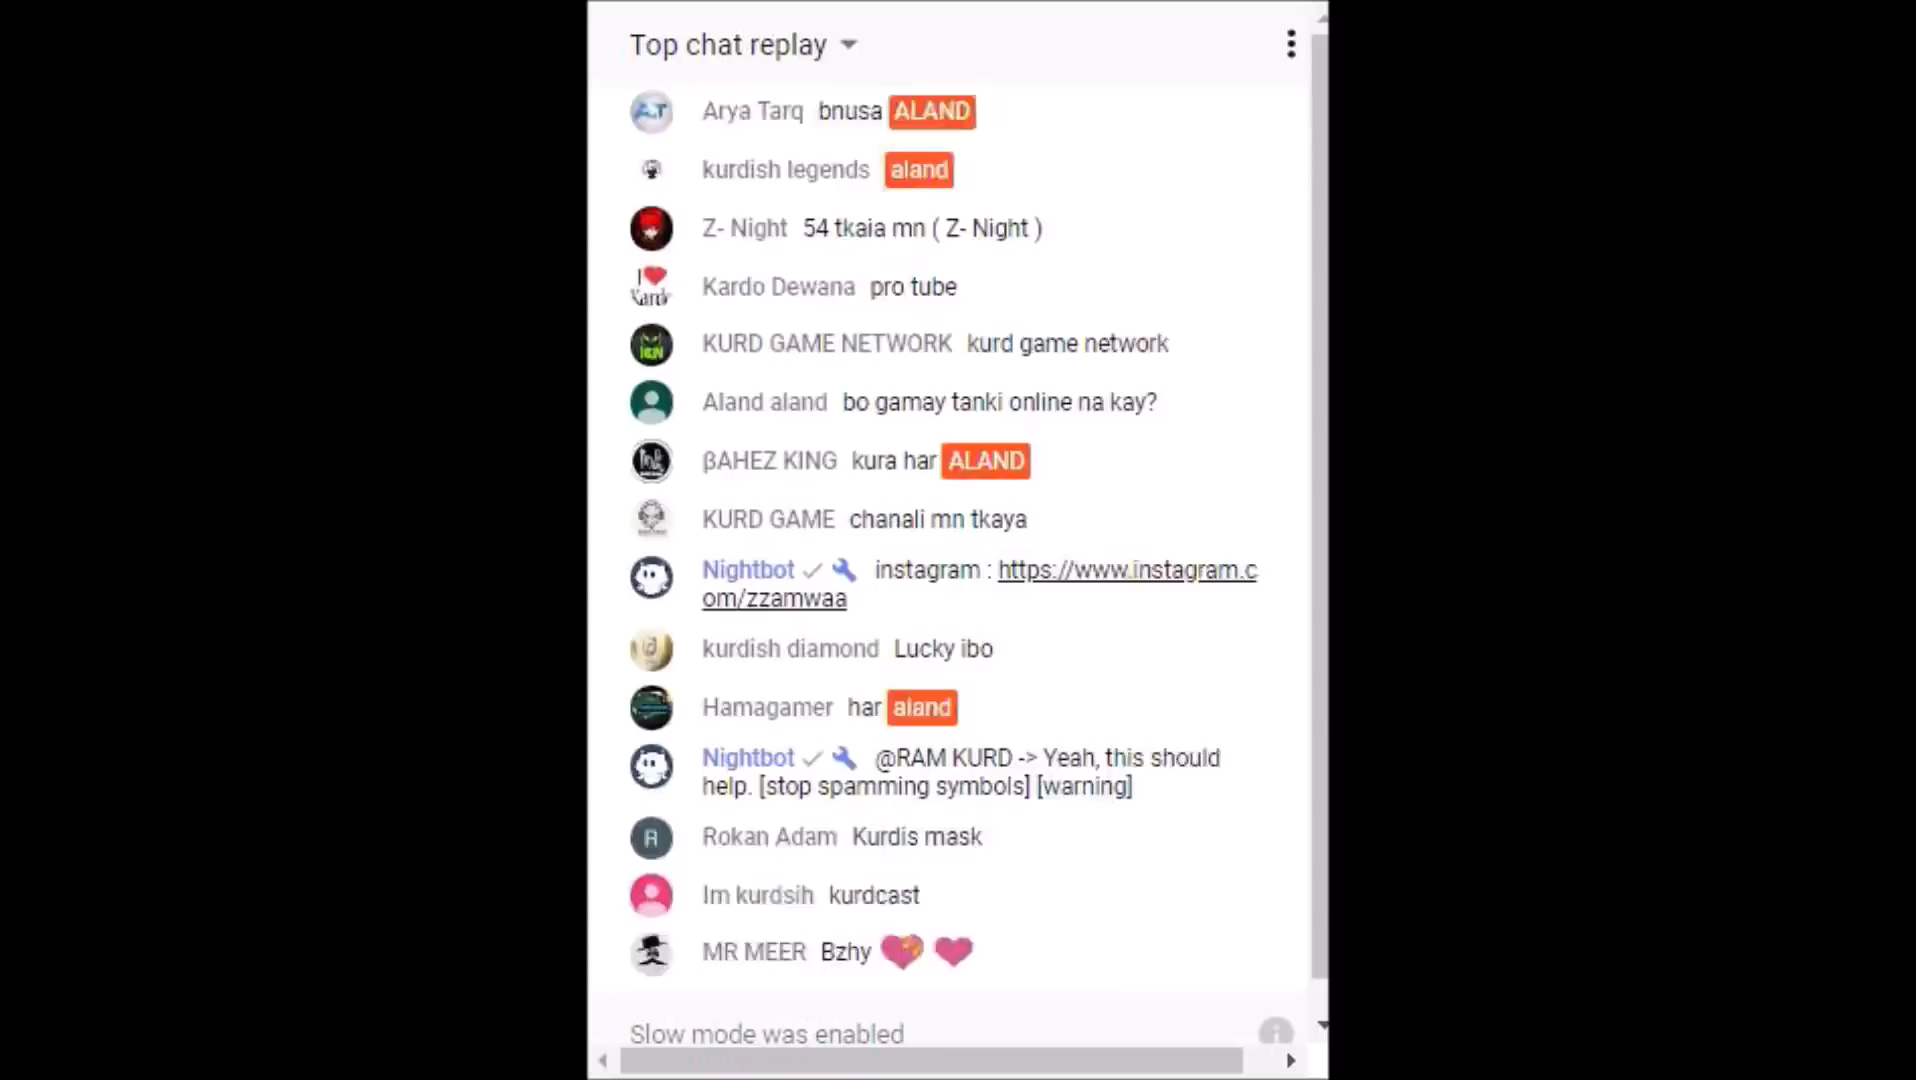 Top chat replay
Arya Tarq bnusa ALAND
kurdish legends aland
Z- Night 54 tkaia mn ( Z- Night )
Kardo Dewana pro tube
KURD GAME NETWORK kurd game network
Aland aland bo gamay tanki online na kay?
βAHEZ KING kura har ALAND
KURD GAME chanali mn tkaya
Nightbot instagram : https://www.instagram.c
om/zzamwaa
kurdish diamond Lucky ibo
Hamagamer har aland
Nightbot @RAM KURD -> Yeah, this should
help. [stop spamming symbols] [warning]
Rokan Adam Kurdis mask
Im kurdsih kurdcast
MR MEER Bzhy 💝 ❤
Slow mode was enabled